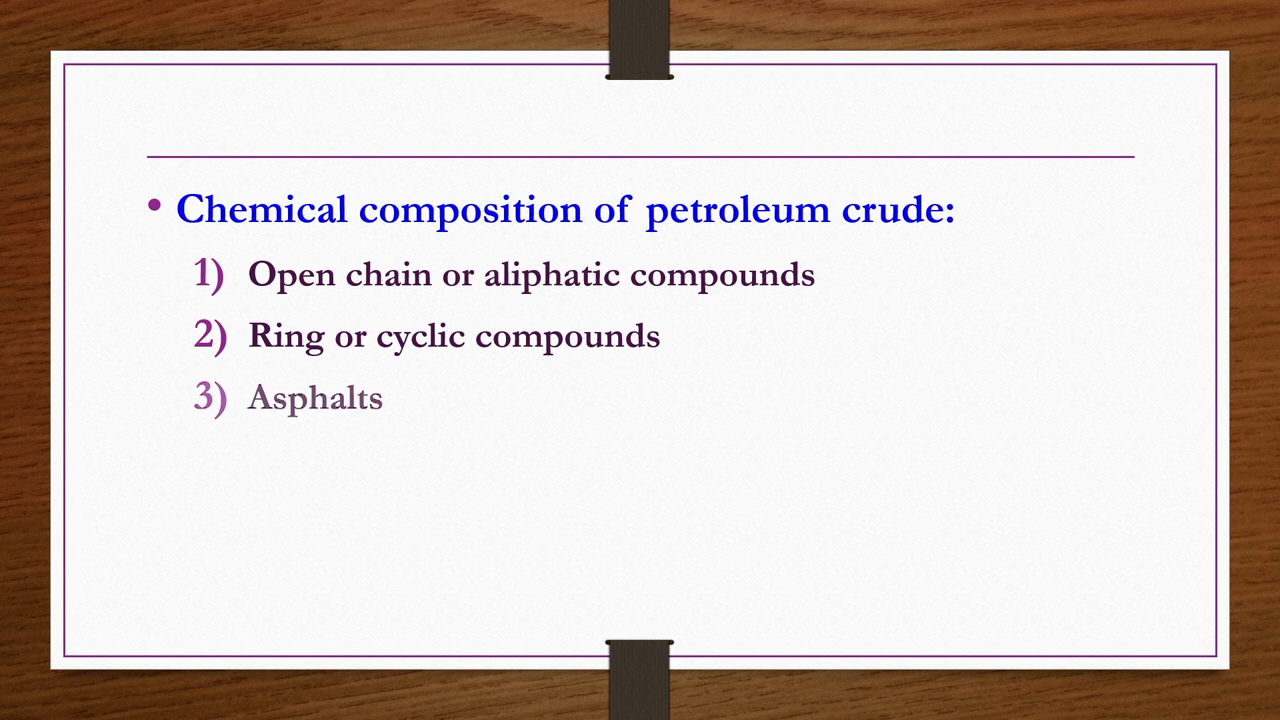 • Chemical composition of petroleum crude:
1) Open chain or aliphatic compounds
2) Ring or cyclic compounds
3) Asphalts